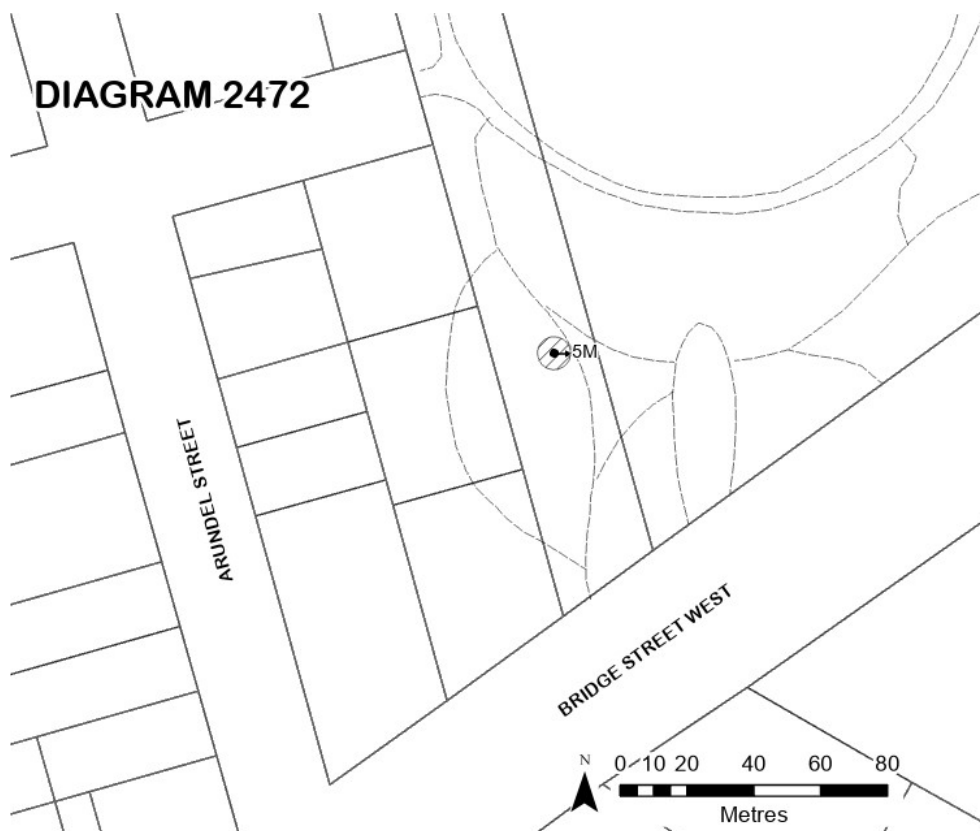 DIAGRAM 2472
5M
ARUNDEL STREET
BRIDGE STREET WEST
N
0 10 20 40 60 80
Metres